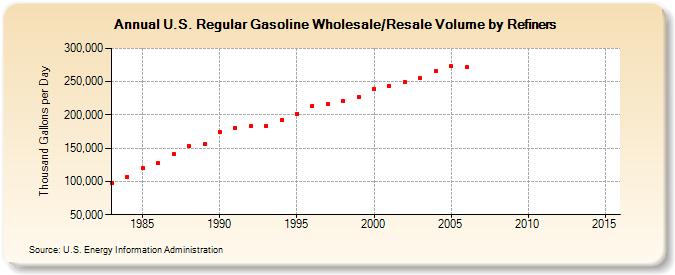 Annual U.S. Regular Gasoline Wholesale/Resale Volume by Refiners
Thousand Gallons per Day
300,000
250,000
200,000
150,000
100,000
50,000
1985 1990 1995 2000 2005 2010 2015
Source: U.S. Energy Information Administration